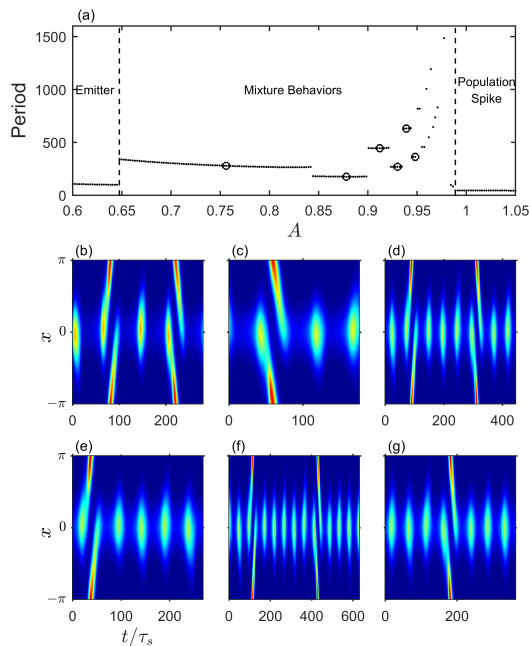 (a)
1500
1000
500
0
Period
Emitter
Mixture Behaviors
Population
Spike
0.6 0.65 0.7 0.75 0.8 0.85 0.9 0.95 1 1.05
A
(b) (c) (d)
π
0
−π
x
0 100 200
0 100
0 200 400
(e) (f) (g)
π
0
−π
x
0 100 200
0 200 400 600
0 200
t/τs